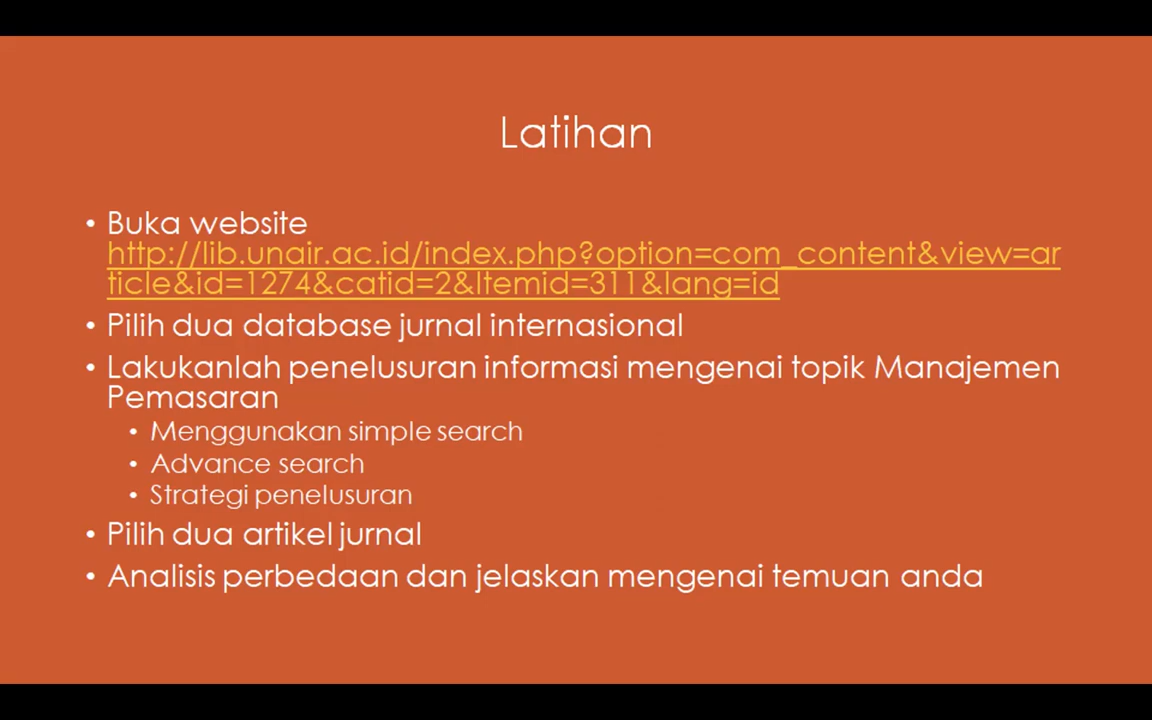 Latihan
• Buka website
http://lib.unair.ac.id/index.php?option=com_content&view=ar
ticle&id=1274&catid=2&Itemid=311&lang=id
• Pilih dua database jurnal internasional
• Lakukanlah penelusuran informasi mengenai topik Manajemen
Pemasaran
• Menggunakan simple search
• Advance search
• Strategi penelusuran
• Pilih dua artikel jurnal
• Analisis perbedaan dan jelaskan mengenai temuan anda